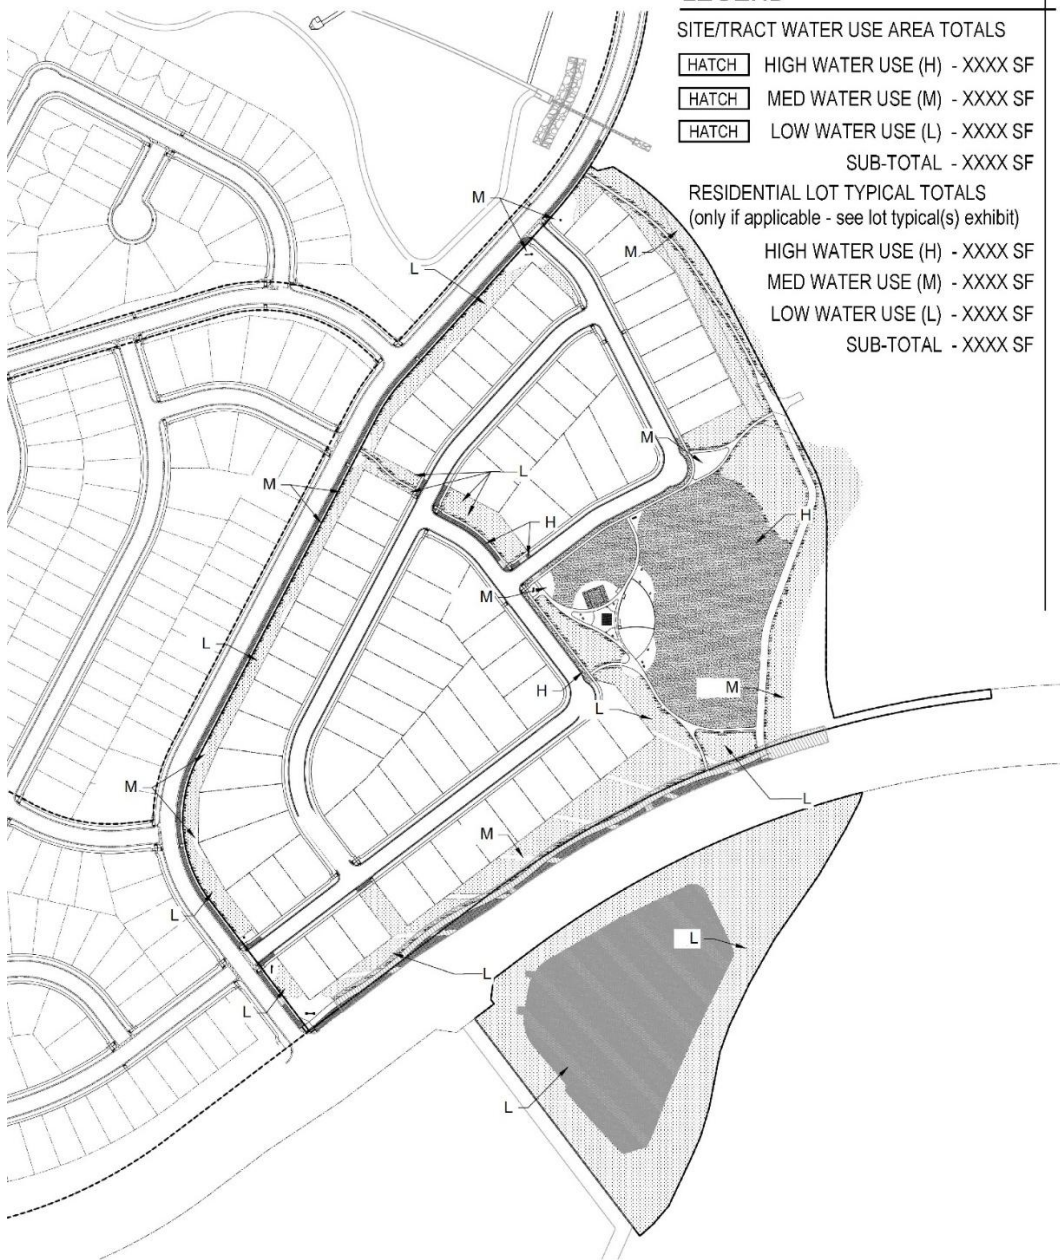 LEGEND
SITE/TRACT WATER USE AREA TOTALS
HATCH HIGH WATER USE (H) - XXXX SF
HATCH MED WATER USE (M) - XXXX SF
HATCH LOW WATER USE (L) - XXXX SF
SUB-TOTAL - XXXX SF
RESIDENTIAL LOT TYPICAL TOTALS
(only if applicable - see lot typical(s) exhibit)
HIGH WATER USE (H) - XXXX SF
MED WATER USE (M) - XXXX SF
LOW WATER USE (L) - XXXX SF
SUB-TOTAL - XXXX SF
M
M
L
M
L
M
H
H
M
L
H
M
L
M
L
M
L
L
L
L
L